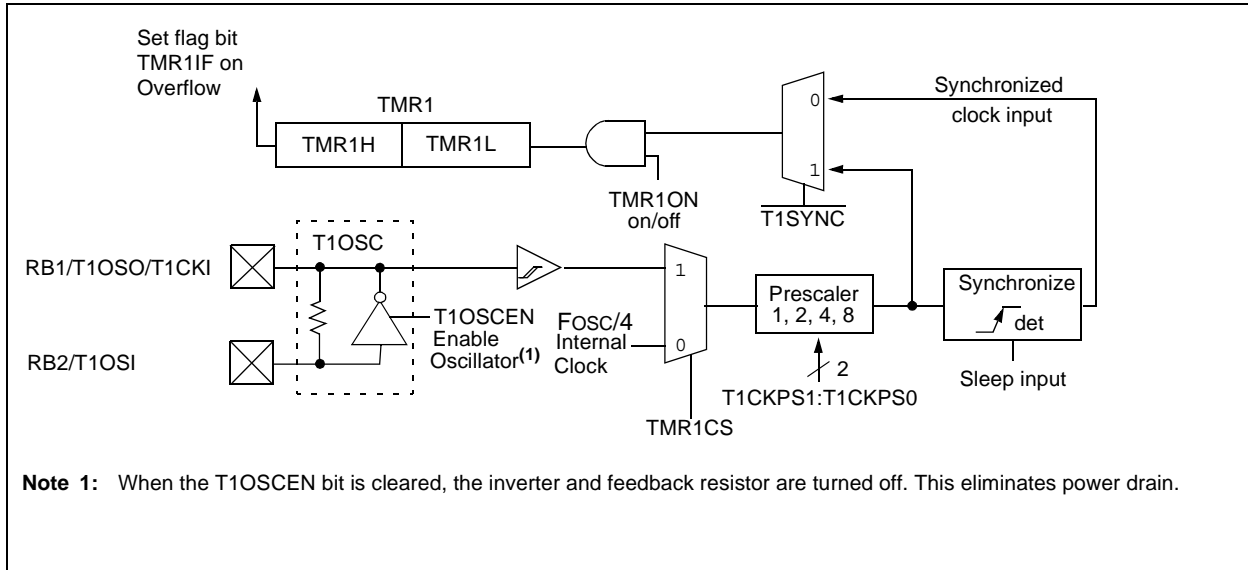 Set flag bit
TMR1IF on
Overflow
TMR1
TMR1H
TMR1L
TMR1ON
on/off
0
1
T1SYNC
Synchronized
clock input
RB1/T1OSO/T1CKI
T1OSC
RB2/T1OSI
T1OSCEN
Enable
Oscillator(1)
FOSC/4
Internal
Clock
1
0
TMR1CS
Prescaler
1, 2, 4, 8
2
T1CKPS1:T1CKPS0
Synchronize
det
Sleep input
Note 1: When the T1OSCEN bit is cleared, the inverter and feedback resistor are turned off. This eliminates power drain.